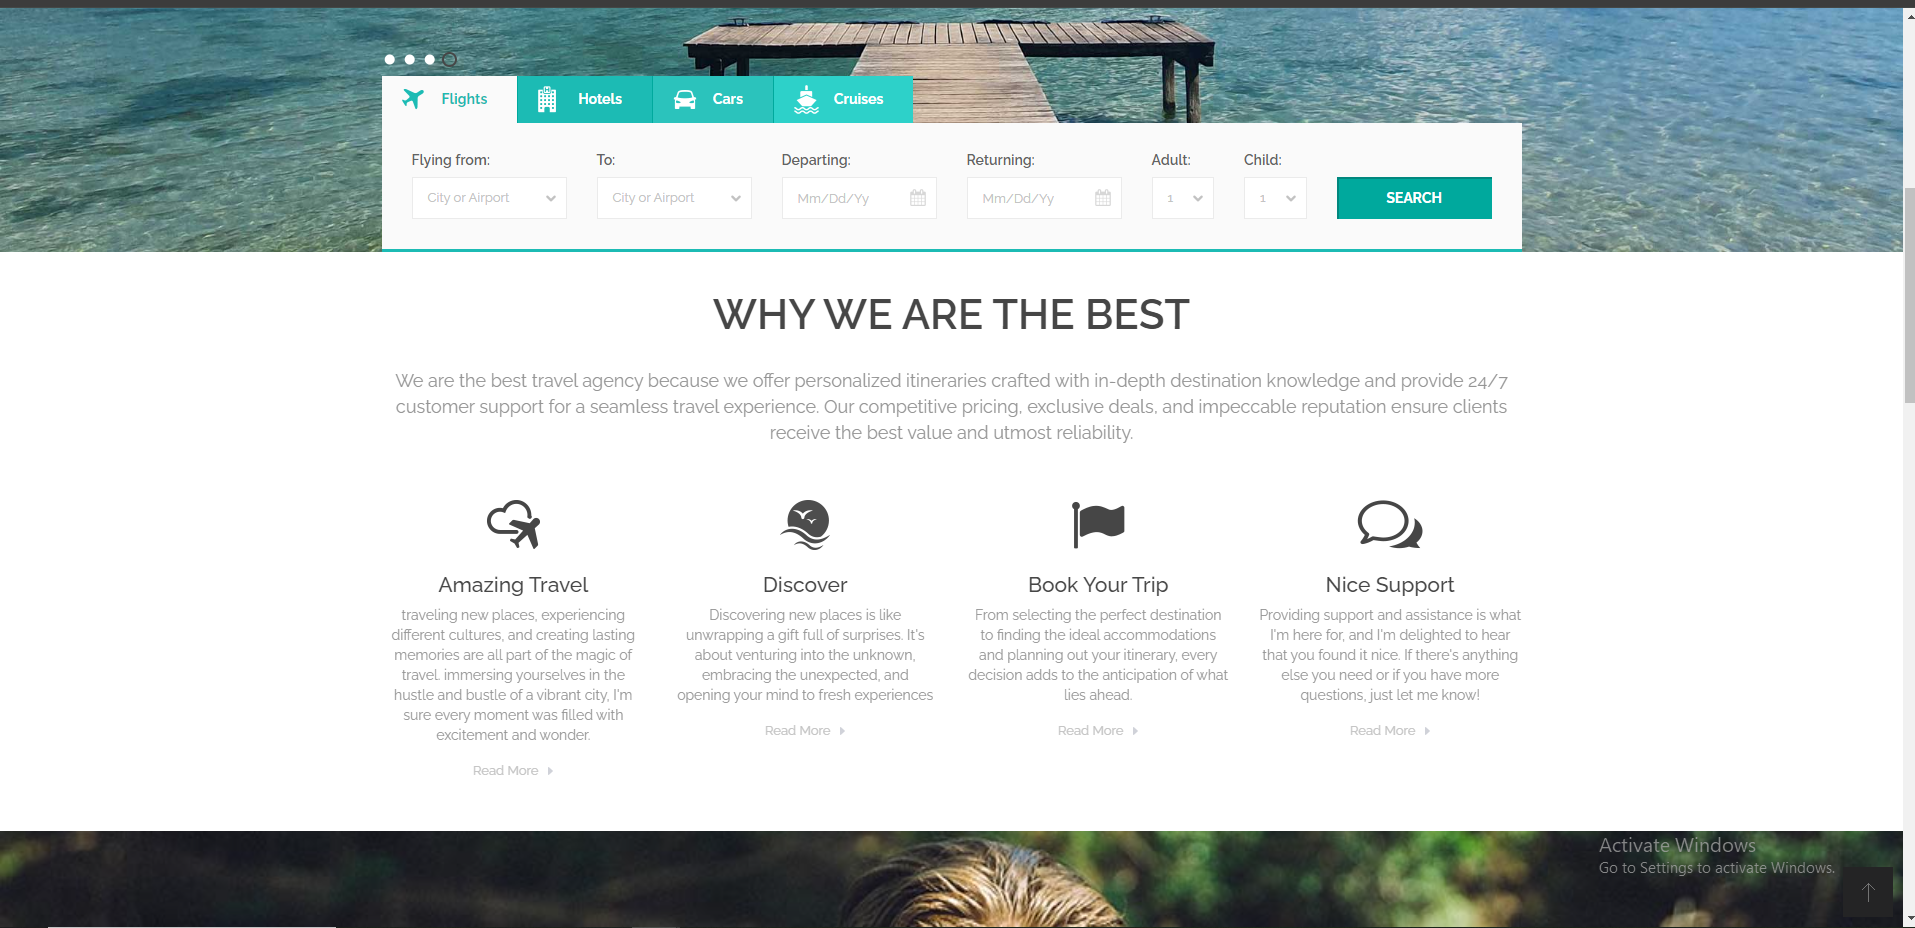 Flights
Hotels
Cars
Cruises
Flying from:
To:
Departing:
Returning:
Adult:
Child:
City or Airport
City or Airport
Mm/Dd/Yy
Mm/Dd/Yy
1
1
SEARCH
WHY WE ARE THE BEST
We are the best travel agency because we offer personalized itineraries crafted with in-depth destination knowledge and provide 24/7
customer support for a seamless travel experience. Our competitive pricing, exclusive deals, and impeccable reputation ensure clients
receive the best value and utmost reliability.
Amazing Travel
traveling new places, experiencing
different cultures, and creating lasting
memories are all part of the magic of
travel. immersing yourselves in the
hustle and bustle of a vibrant city, I'm
sure every moment was filled with
excitement and wonder.
Read More
Discover
Discovering new places is like
unwrapping a gift full of surprises. It's
about venturing into the unknown,
embracing the unexpected, and
opening your mind to fresh experiences
Read More
Book Your Trip
From selecting the perfect destination
to finding the ideal accommodations
and planning out your itinerary, every
decision adds to the anticipation of what
lies ahead.
Read More
Nice Support
Providing support and assistance is what
I'm here for, and I'm delighted to hear
that you found it nice. If there's anything
else you need or if you have more
questions, just let me know!
Read More
Activate Windows
Go to Settings to activate Windows.